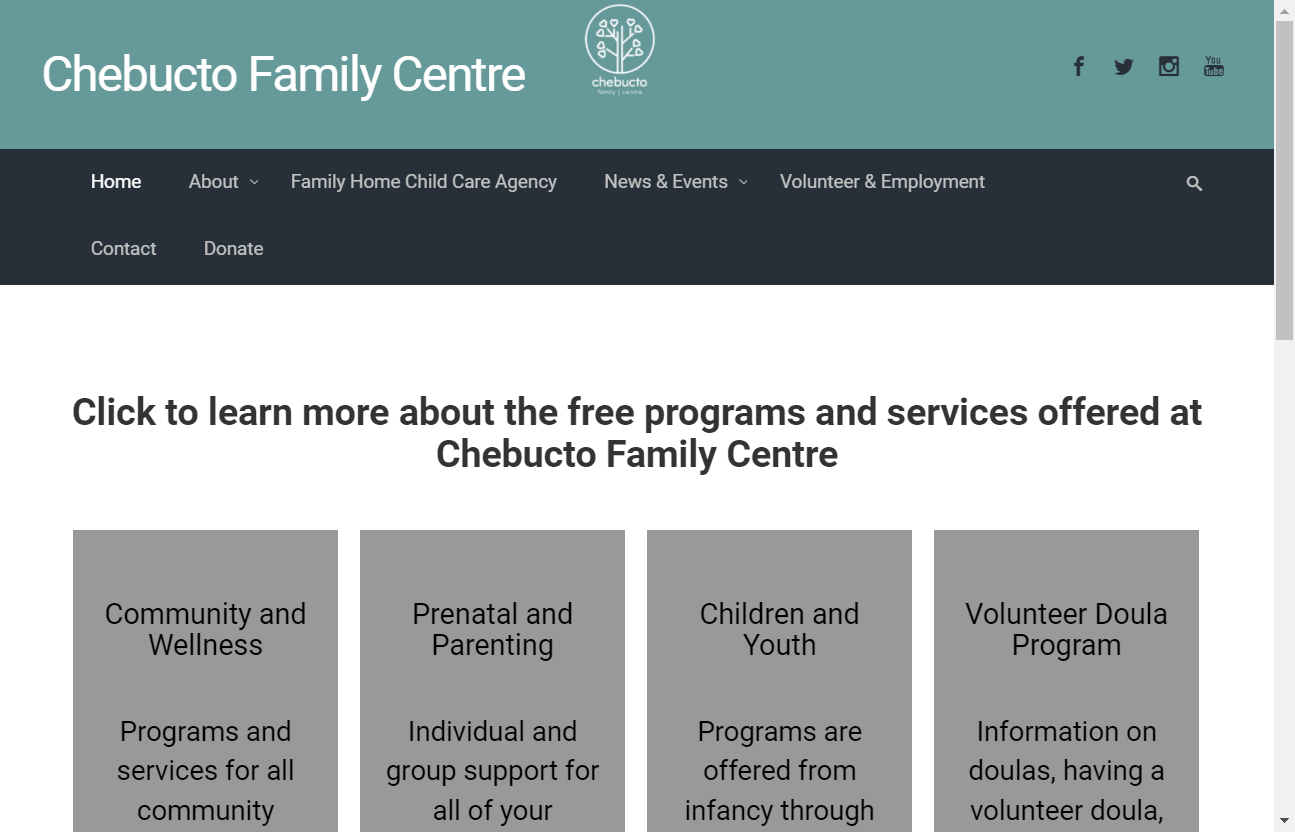 Chebucto Family Centre
chebucto
family | centre
You
Tube
Home
About
Family Home Child Care Agency
News & Events
Volunteer & Employment
Contact
Donate
Click to learn more about the free programs and services offered at
Chebucto Family Centre
Community and
Wellness
Programs and
services for all
community
Prenatal and
Parenting
Individual and
group support for
all of your
Children and
Youth
Programs are
offered from
infancy through
Volunteer Doula
Program
Information on
doulas, having a
volunteer doula,